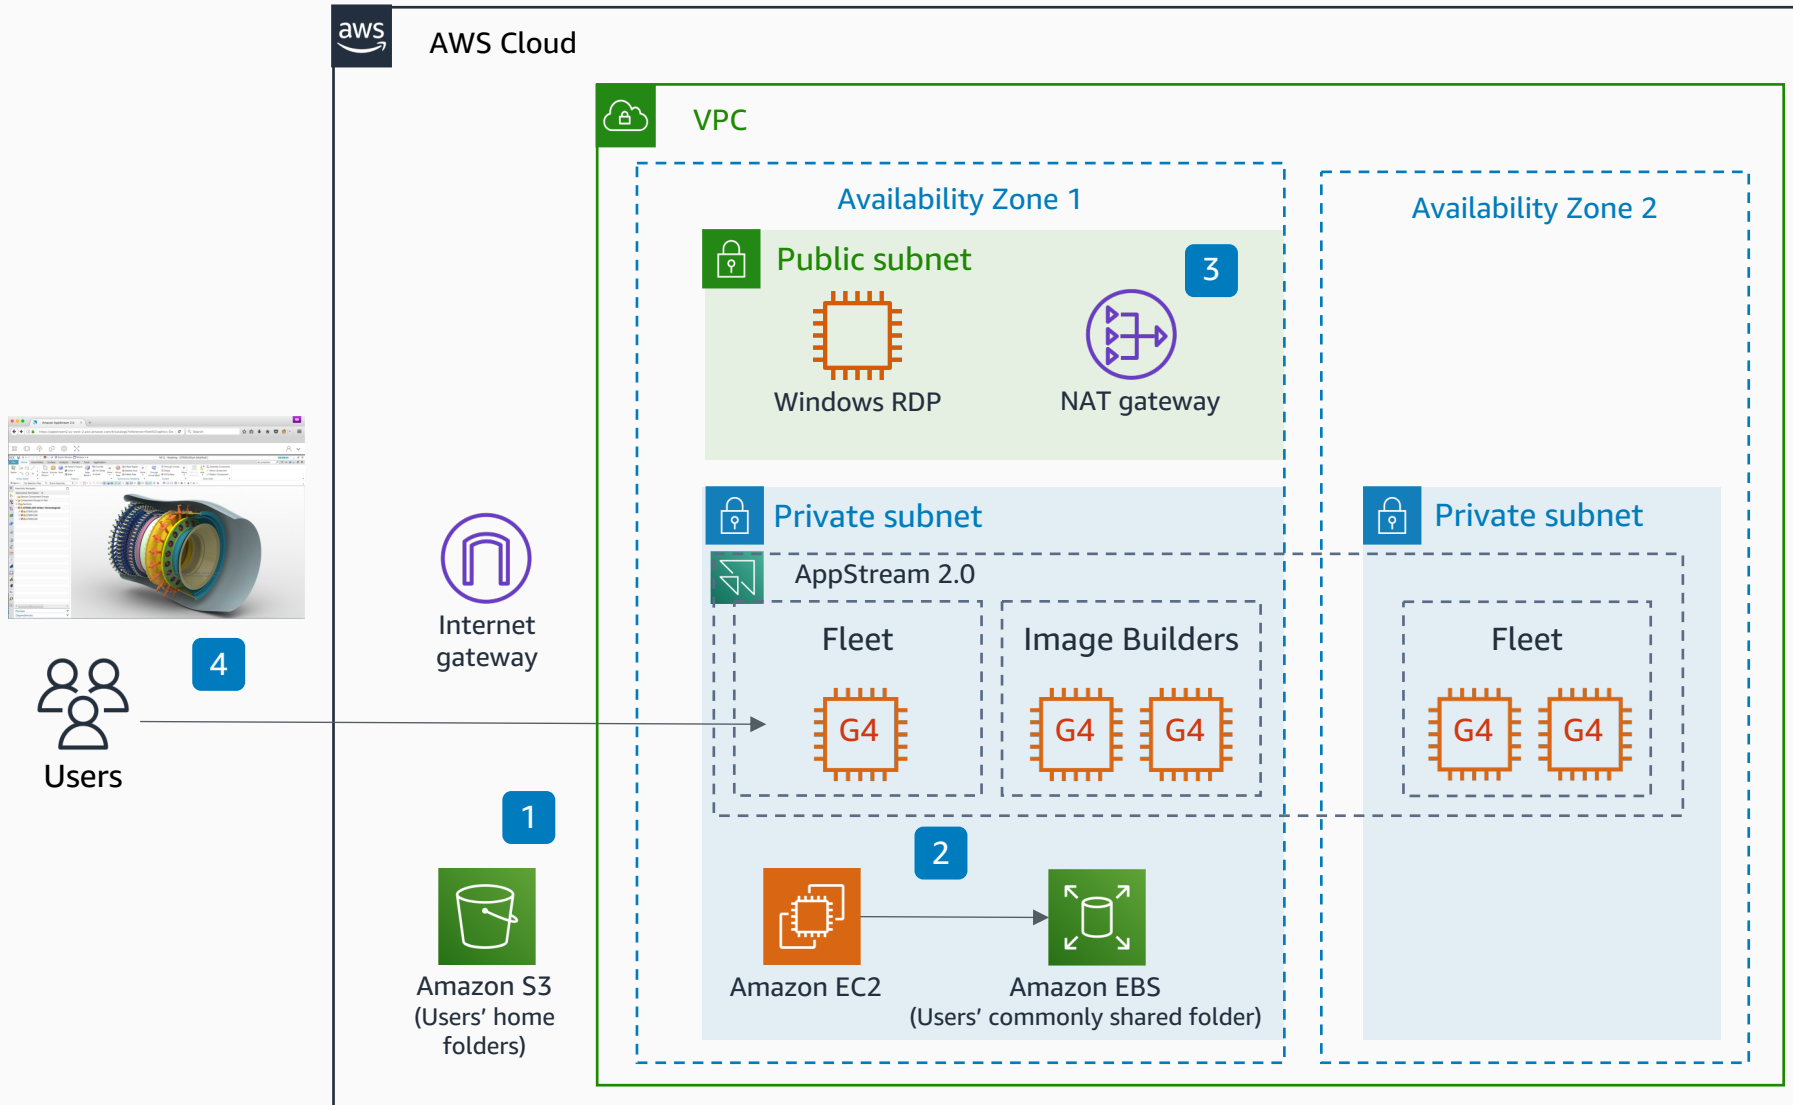 aws
AWS Cloud
VPC
Availability Zone 1
Availability Zone 2
Public subnet
3
Windows RDP
NAT gateway
Private subnet
Private subnet
AppStream 2.0
Internet
gateway
Fleet
Image Builders
Fleet
4
G4
G4
G4
G4
G4
Users
1
2
Amazon S3
(Users' home
folders)
Amazon EC2
Amazon EBS
(Users' commonly shared folder)